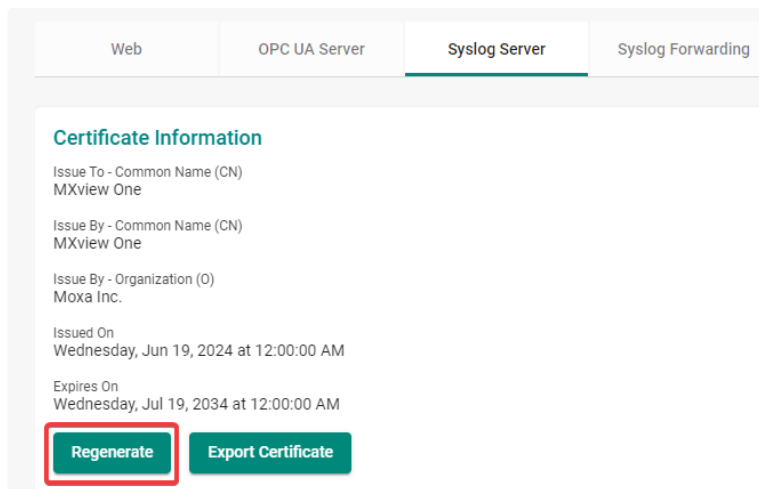 Web OPC UA Server Syslog Server Syslog Forwarding
Certificate Information
Issue To - Common Name (CN)
MXview One
Issue By - Common Name (CN)
MXview One
Issue By - Organization (O)
Moxa Inc.
Issued On
Wednesday, Jun 19, 2024 at 12:00:00 AM
Expires On
Wednesday, Jul 19, 2034 at 12:00:00 AM
Regenerate Export Certificate